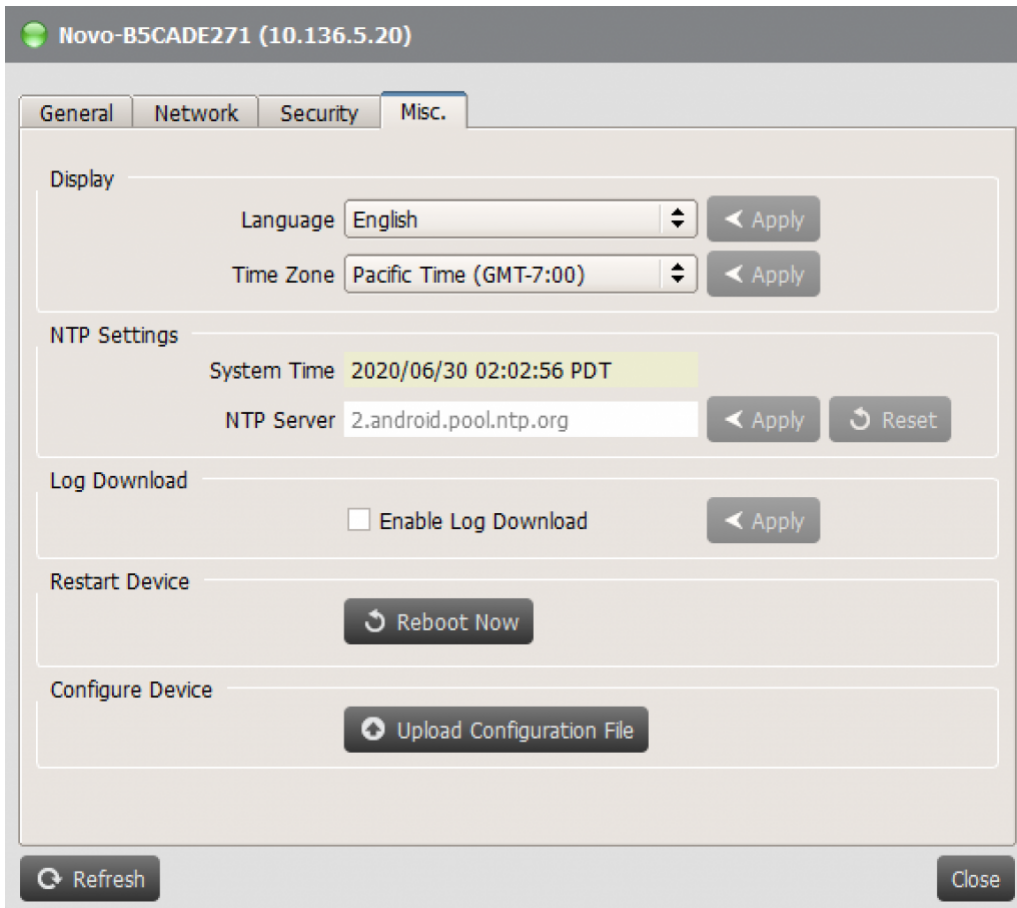 Novo-B5CADE271 (10.136.5.20)
General Network Security Misc.
Display
Language English Apply
Time Zone Pacific Time (GMT-7:00) Apply
NTP Settings
System Time 2020/06/30 02:02:56 PDT
NTP Server 2.android.pool.ntp.org Apply Reset
Log Download
Enable Log Download Apply
Restart Device
Reboot Now
Configure Device
Upload Configuration File
Refresh Close